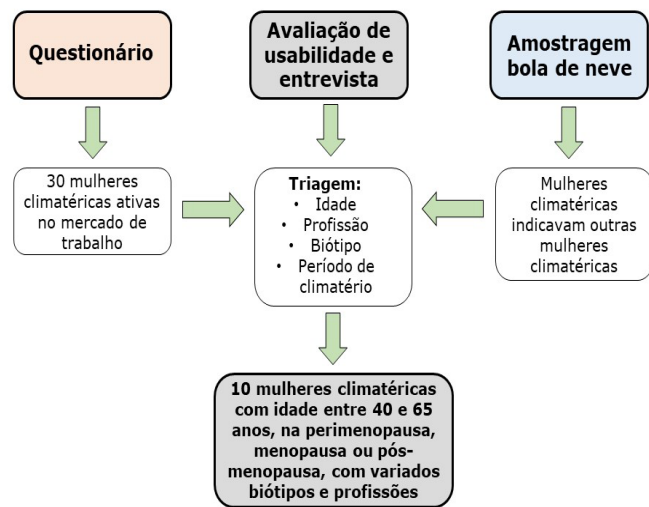 Questionário
Avaliação de
usabilidade e
entrevista
Amostragem
bola de neve
30 mulheres
climatéricas ativas
no mercado de
trabalho
Triagem:
• Idade
• Profissão
• Biótipo
• Período de
climatério
Mulheres
climatéricas
indicavam outras
mulheres
climatéricas
10 mulheres climatéricas
com idade entre 40 e 65
anos, na perimenopausa,
menopausa ou pós-
menopausa, com variados
biótipos e profissões